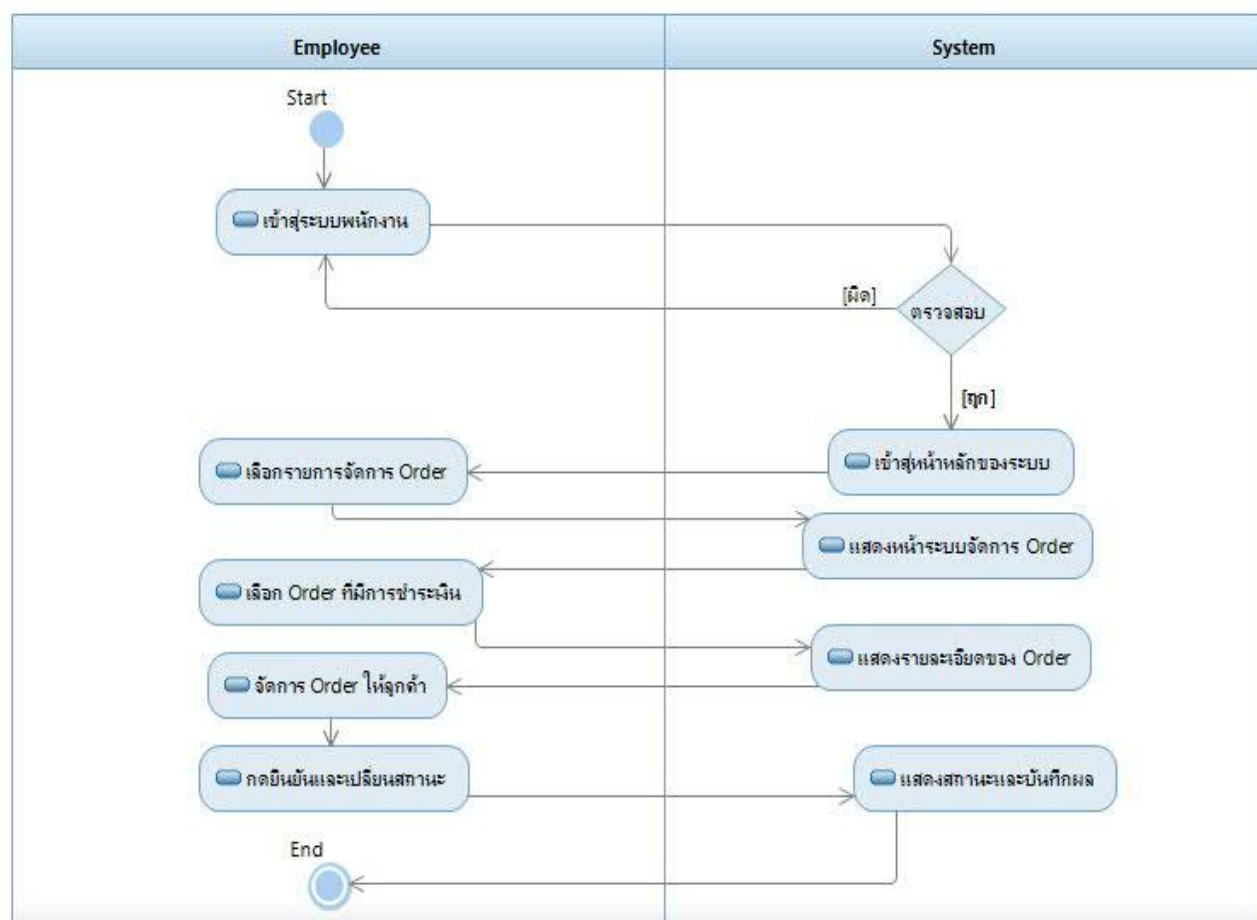 Employee
System
Start
เข้าสู่ระบบพนักงาน
[ผิด]
ตรวจสอบ
[ถูก]
เข้าสู่หน้าหลักของระบบ
เลือกรายการจัดการ Order
แสดงหน้าระบบจัดการ Order
เลือก Order ที่มีการชำระเงิน
แสดงรายละเอียดของ Order
จัดการ Order ให้ลูกค้า
กดยืนยันและเปลี่ยนสถานะ
แสดงสถานะและบันทึกผล
End